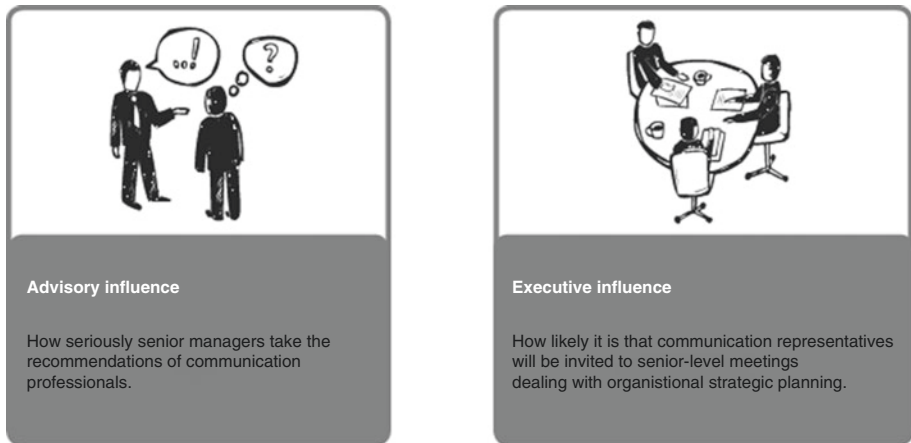 ...!
?
Advisory influence
How seriously senior managers take the
recommendations of communication
professionals.
Executive influence
How likely it is that communication representatives
will be invited to senior-level meetings
dealing with organistional strategic planning.